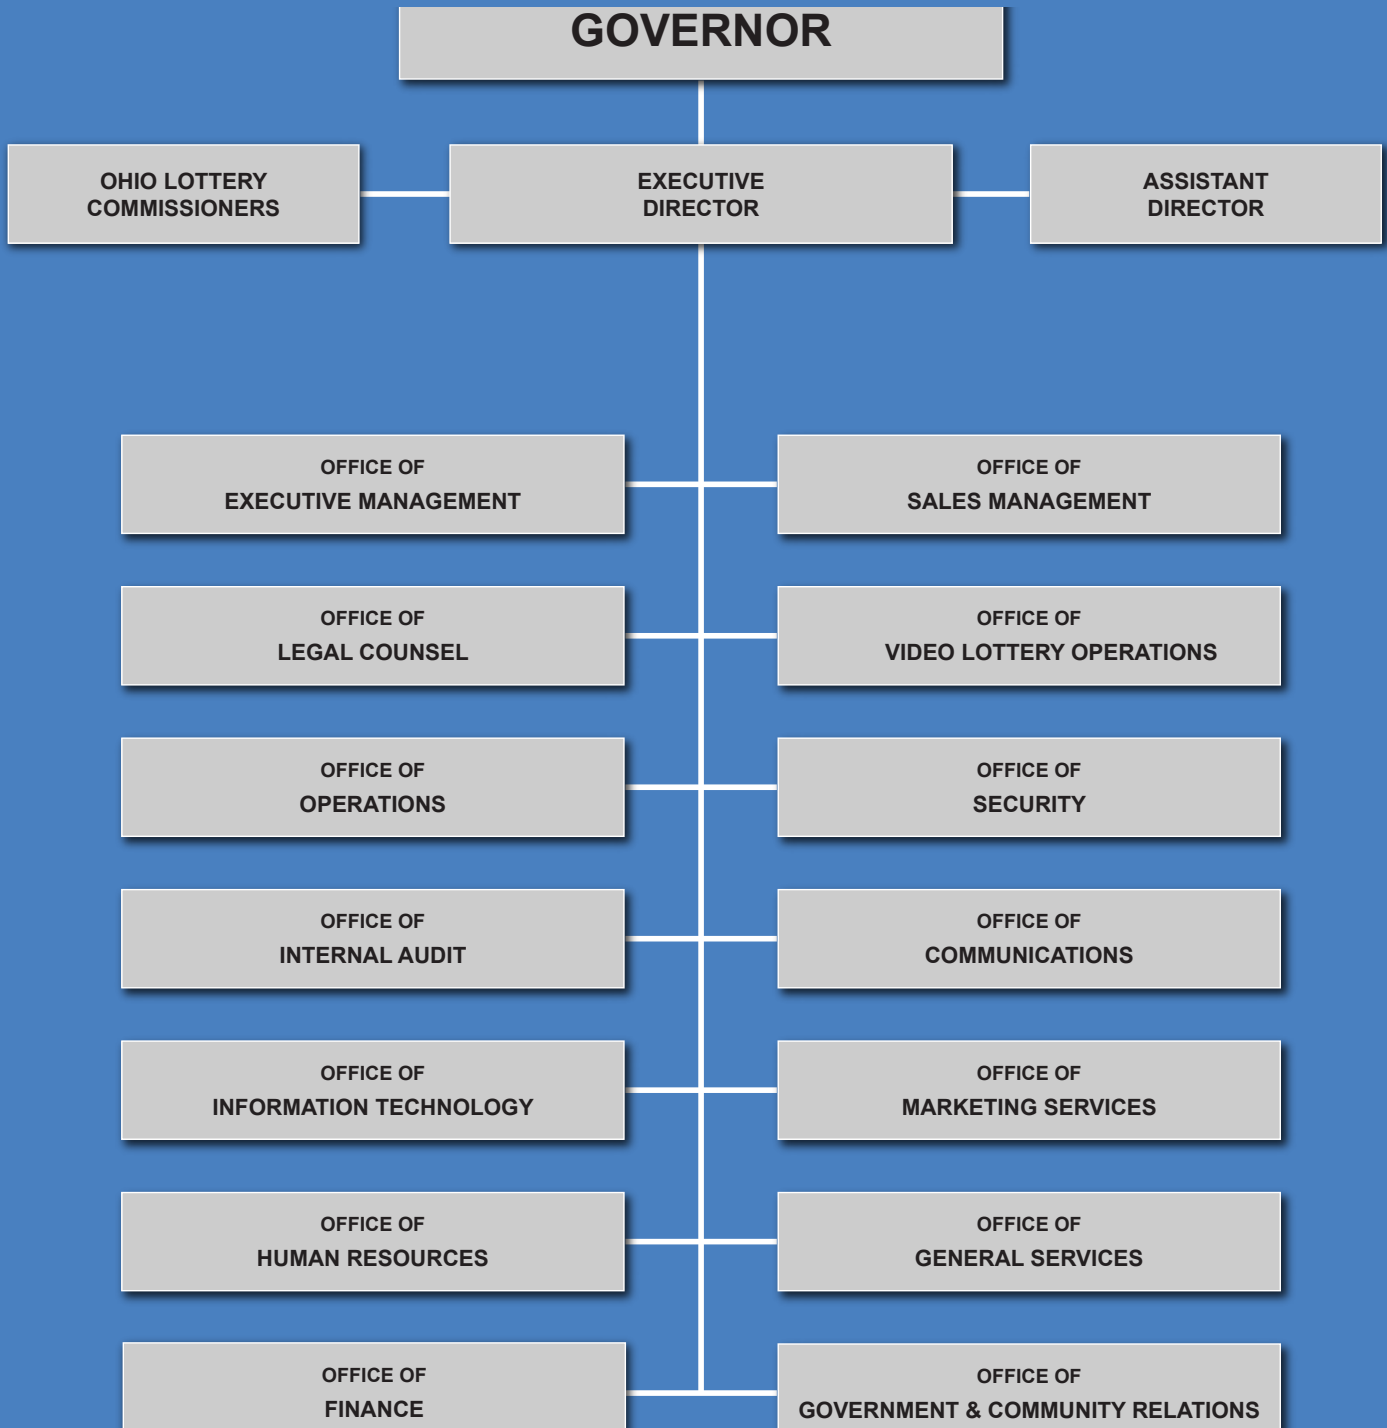 GOVERNOR
OHIO LOTTERY
COMMISSIONERS
EXECUTIVE
DIRECTOR
ASSISTANT
DIRECTOR
OFFICE OF
EXECUTIVE MANAGEMENT
OFFICE OF
SALES MANAGEMENT
OFFICE OF
LEGAL COUNSEL
OFFICE OF
VIDEO LOTTERY OPERATIONS
OFFICE OF
OPERATIONS
OFFICE OF
SECURITY
OFFICE OF
INTERNAL AUDIT
OFFICE OF
COMMUNICATIONS
OFFICE OF
INFORMATION TECHNOLOGY
OFFICE OF
MARKETING SERVICES
OFFICE OF
HUMAN RESOURCES
OFFICE OF
GENERAL SERVICES
OFFICE OF
FINANCE
OFFICE OF
GOVERNMENT & COMMUNITY RELATIONS